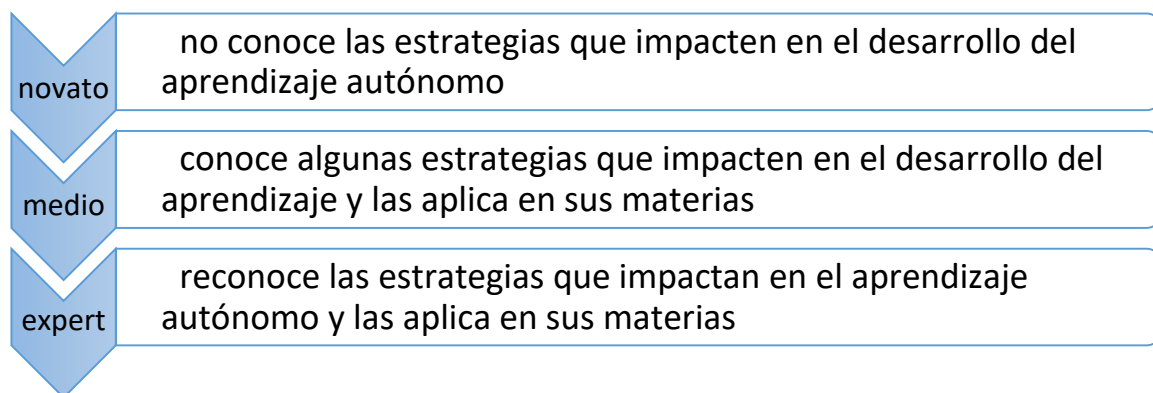 novato
no conoce las estrategias que impacten en el desarrollo del
aprendizaje autónomo
medio
conoce algunas estrategias que impacten en el desarrollo del
aprendizaje y las aplica en sus materias
expert
reconoce las estrategias que impactan en el aprendizaje
autónomo y las aplica en sus materias